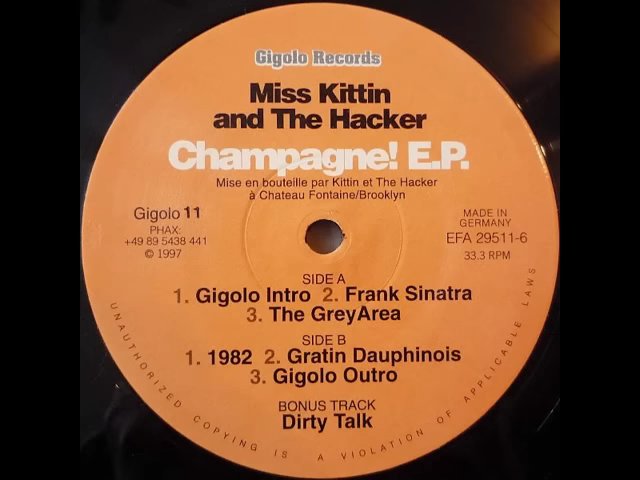 Gigolo Records
Miss Kittin
and The Hacker
Champagne! E.P.
Mise en bouteille par Kittin et The Hacker
à Chateau Fontaine/Brooklyn
Gigolo 11
PHAX:
+49 89 5438 441
© 1997
MADE IN
GERMANY
EFA 29511-6
33.3 RPM
SIDE A
1. Gigolo Intro 2. Frank Sinatra
3. The GreyArea
SIDE B
1. 1982 2. Gratin Dauphinois
3. Gigolo Outro
BONUS TRACK
Dirty Talk
UNAUTHORIZED COPYING IS A VIOLATION OF APPLICABLE LAWS